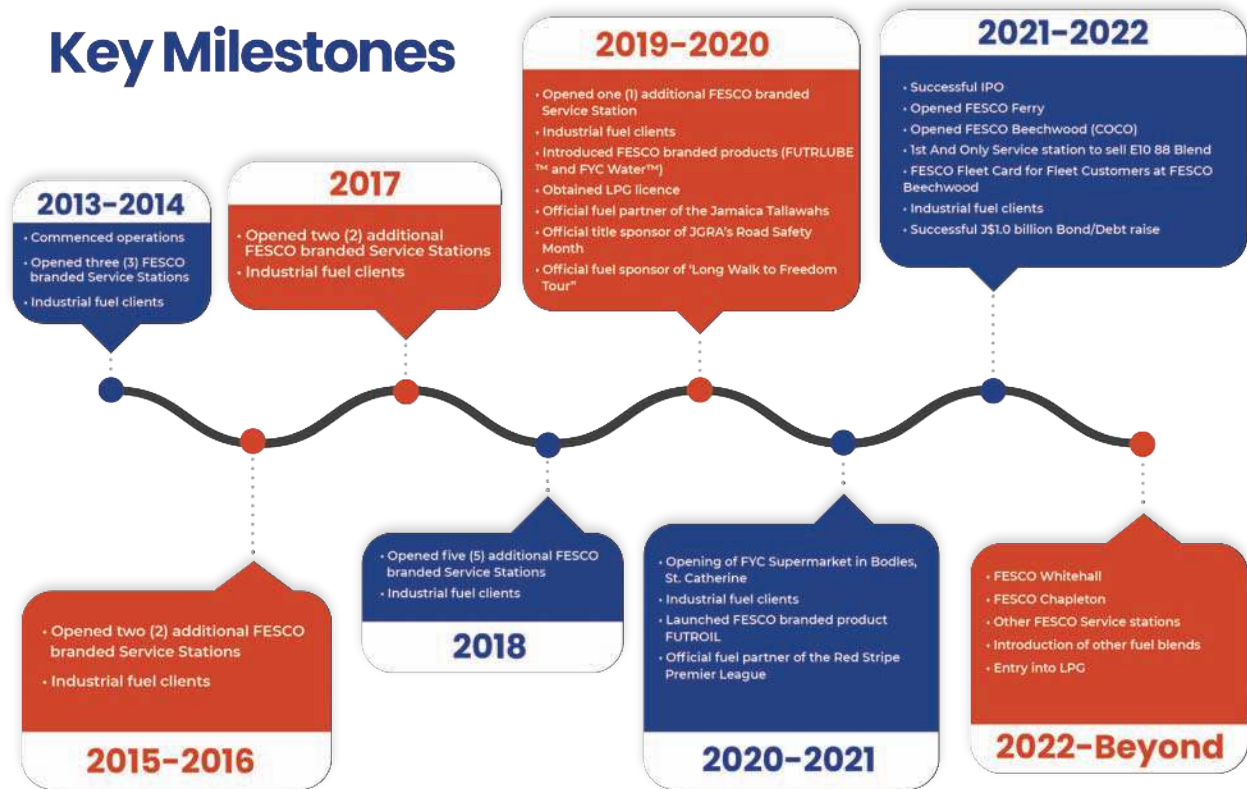 Key Milestones
2013-2014
• Commenced operations
• Opened three (3) FESCO
branded Service Stations
• Industrial fuel clients
• Opened two (2) additional FESCO
branded Service Stations
• Industrial fuel clients
2015-2016
2017
• Opened two (2) additional
FESCO branded Service Stations
• Industrial fuel clients
• Opened five (5) additional FESCO
branded Service Stations
• Industrial fuel clients
2018
2019-2020
• Opened one (1) additional FESCO branded
Service Station
• Industrial fuel clients
• Introduced FESCO branded products (FUTRLUBE
™ and FYC Water™)
• Obtained LPG licence
• Official fuel partner of the Jamaica Tallawahs
• Official title sponsor of JGRA's Road Safety
Month
• Official fuel sponsor of 'Long Walk to Freedom
Tour"
• Opening of FYC Supermarket in Bodles,
St. Catherine
• Industrial fuel clients
• Launched FESCO branded product
FUTROIL
• Official fuel partner of the Red Stripe
Premier League
2020-2021
2021-2022
• Successful IPO
• Opened FESCO Ferry
• Opened FESCO Beechwood (COCO)
• 1st And Only Service station to sell E10 88 Blend
• FESCO Fleet Card for Fleet Customers at FESCO
Beechwood
• Industrial fuel clients
• Successful J$1.0 billion Bond/Debt raise
• FESCO Whitehall
• FESCO Chapleton
• Other FESCO Service stations
• Introduction of other fuel blends
• Entry into LPG
2022-Beyond